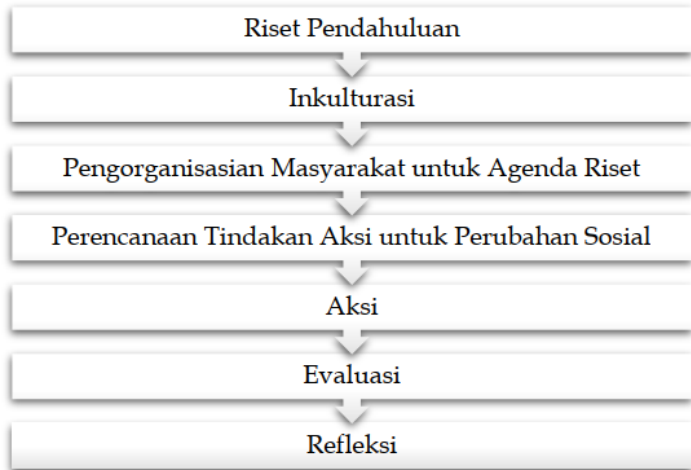 Riset Pendahuluan
Inkulturasi
Pengorganisasian Masyarakat untuk Agenda Riset
Perencanaan Tindakan Aksi untuk Perubahan Sosial
Aksi
Evaluasi
Refleksi